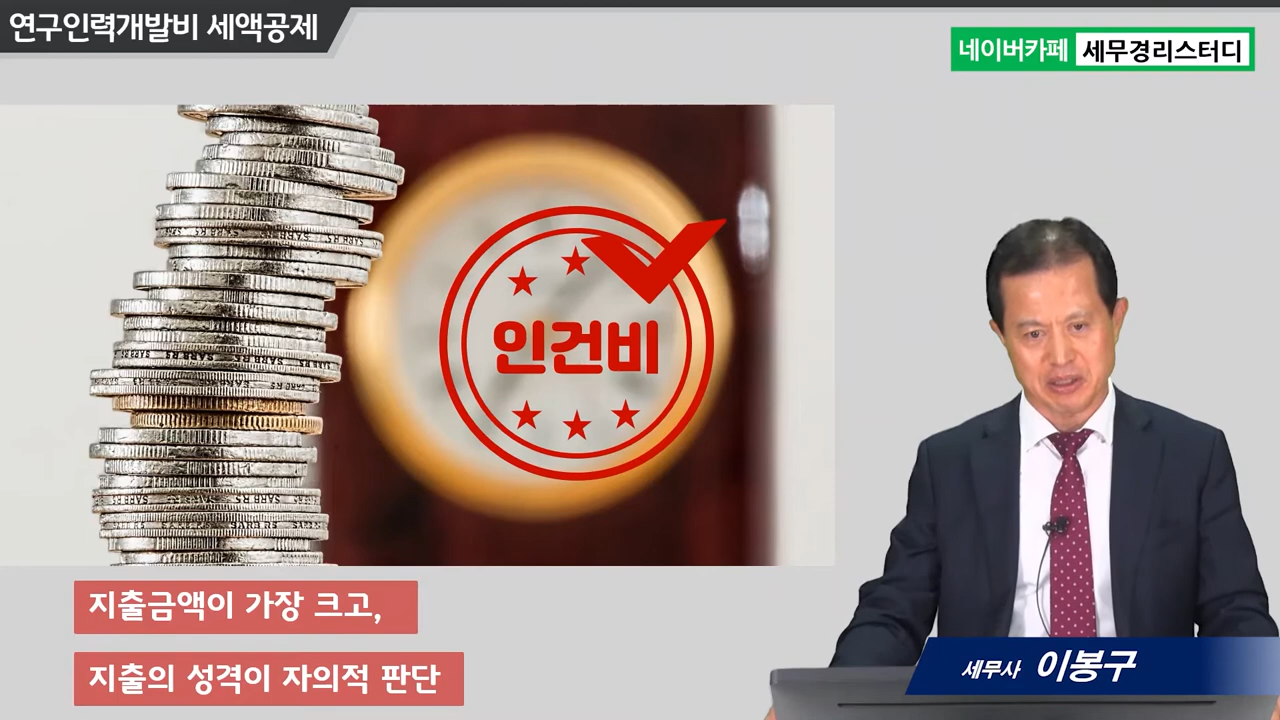 연구인력개발비 세액공제
네이버카페 세무경리스터디
인건비
지출금액이 가장 크고,
지출의 성격이 자의적 판단
세무사 이봉구